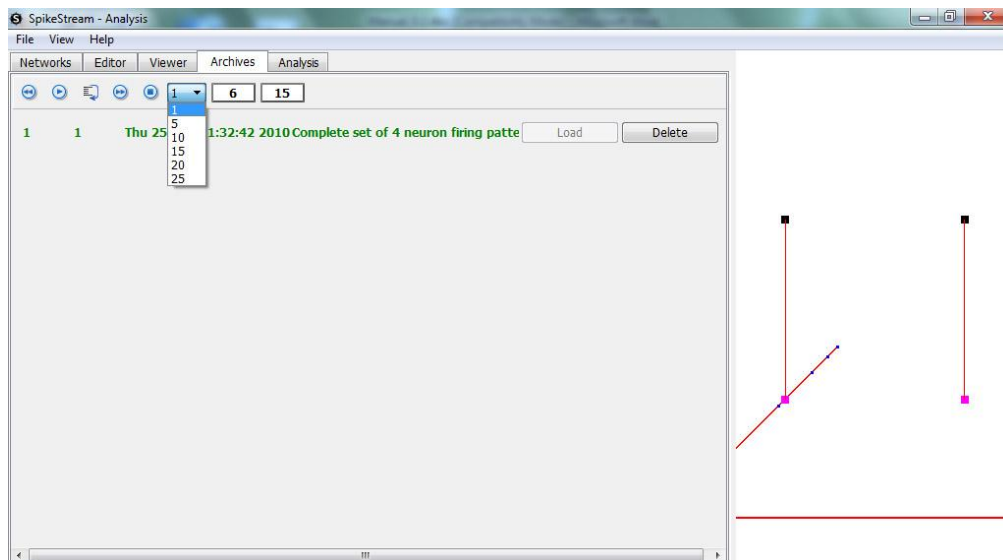 SpikeStream - Analysis
File View Help
Networks Editor Viewer Archives Analysis
1 6 15
1
5
10
15
20
25
1 1 Thu 25 1:32:42 2010 Complete set of 4 neuron firing patte Load Delete